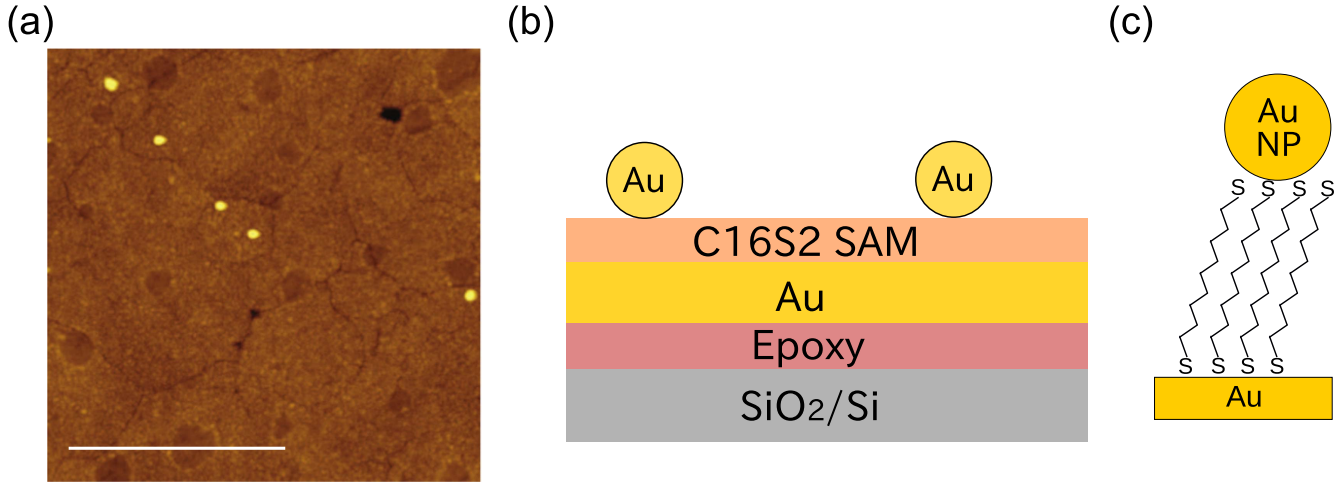 (a)
(b)
(c)
Au
Au
C16S2 SAM
Au
Epoxy
SiO2/Si
Au
NP
S S S S
S S S S
Au